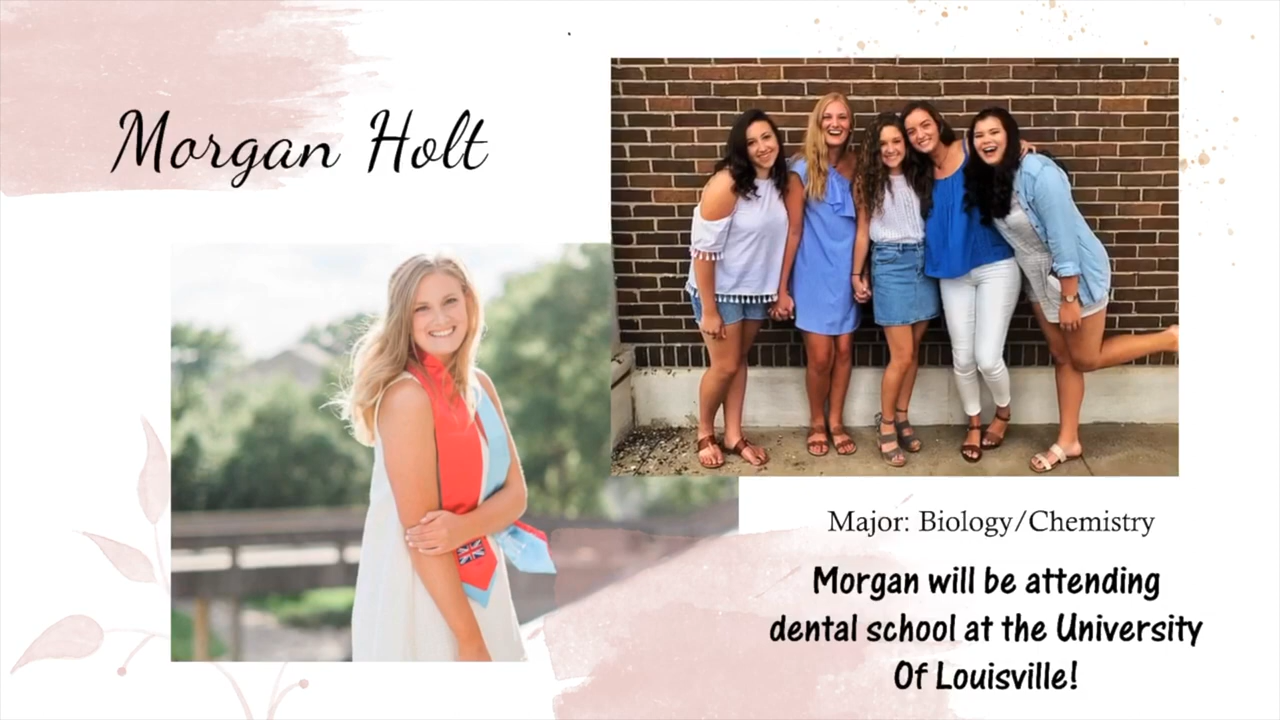 Morgan Holt
Major: Biology/Chemistry
Morgan will be attending
dental school at the University
Of Louisville!